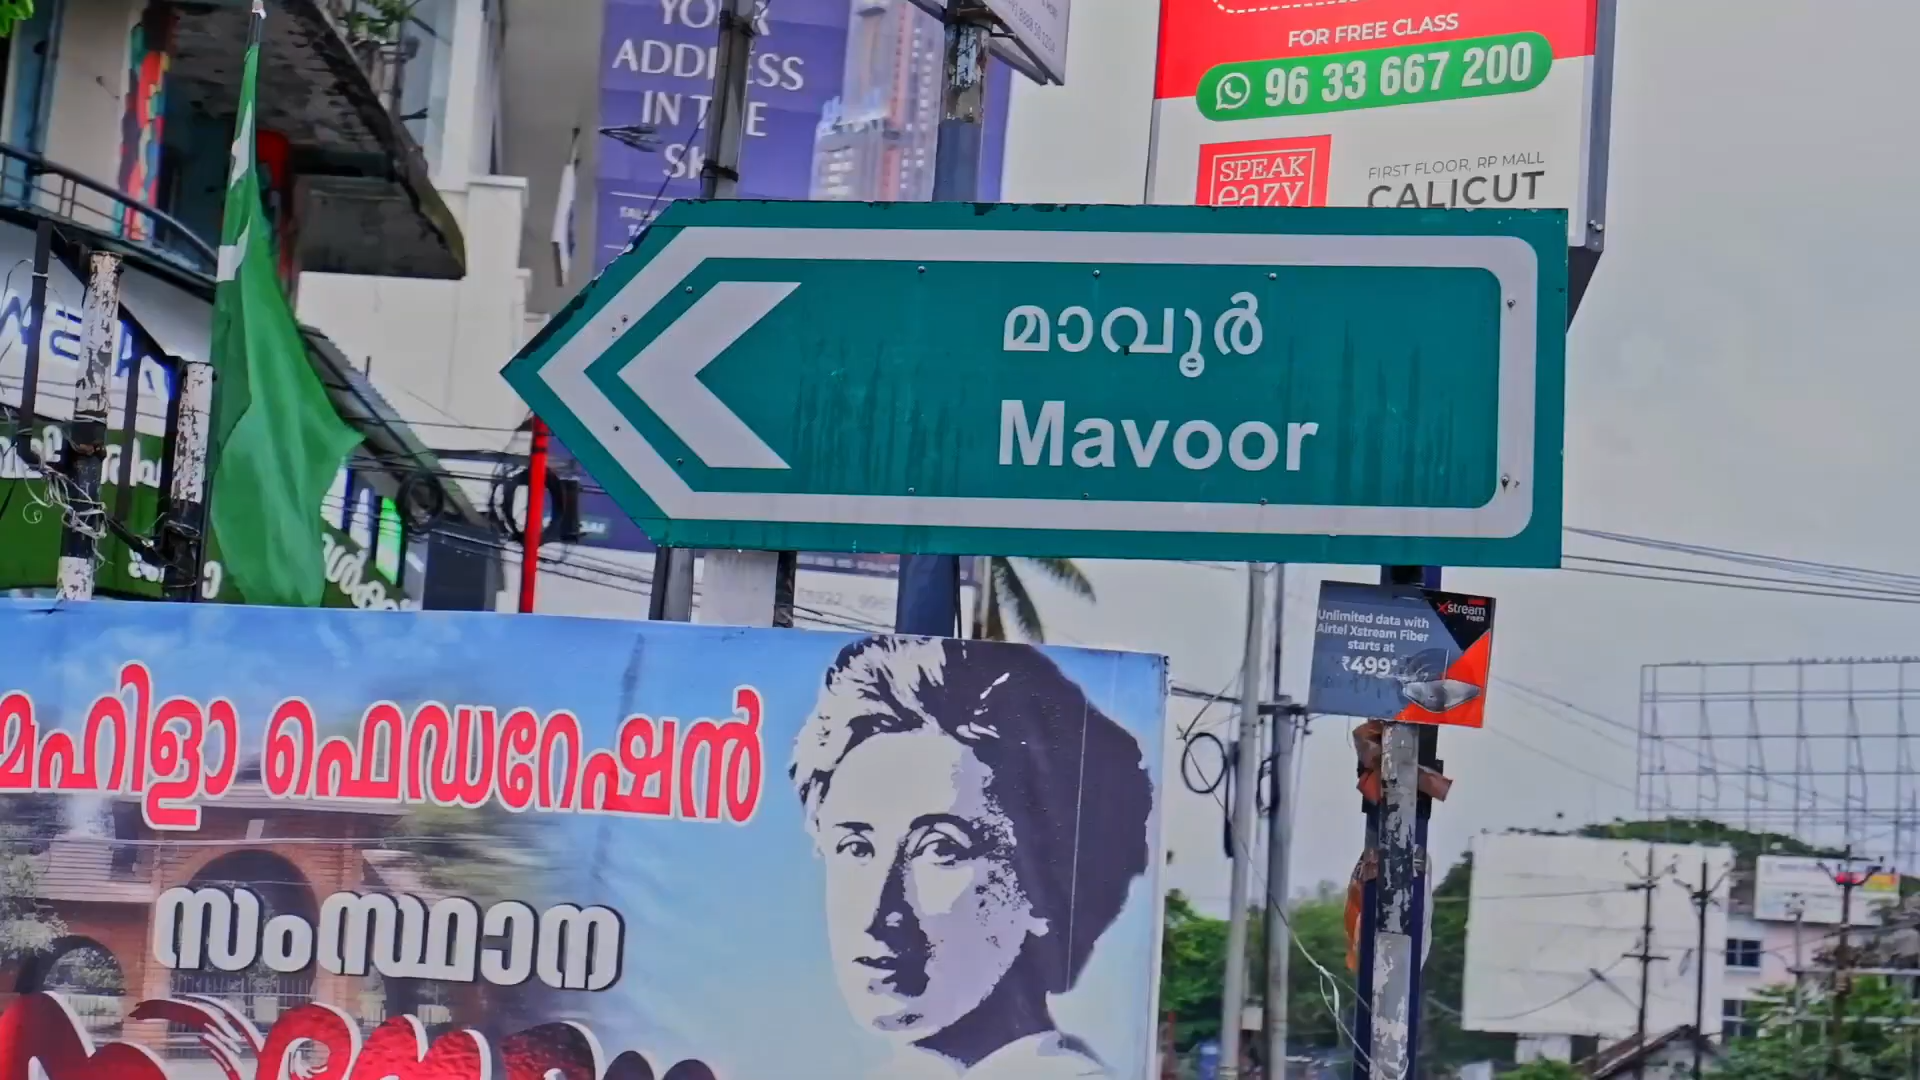 YOUR
ADDRESS
IN THE
SKY
FOR FREE CLASS
96 33 667 200
SPEAK
eazy
FIRST FLOOR, RP MALL
CALICUT
മാവൂർ
Mavoor
Unlimited data with
Airtel Xstream Fiber
starts at
₹499*
Xstream
FIBER
മഹിളാ ഫെഡറേഷൻ
സംസ്ഥാന